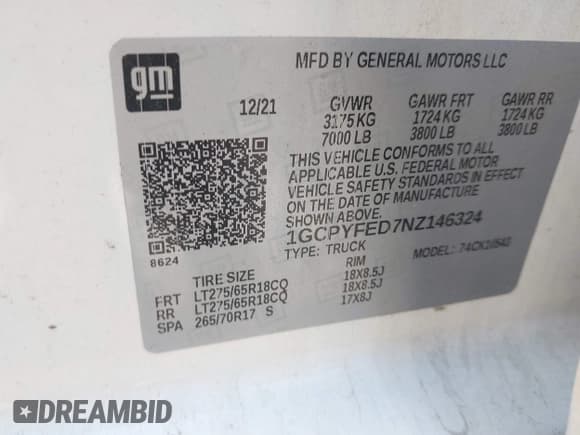 gm
MFD BY GENERAL MOTORS LLC
12/21 GVWR GAWR FRT GAWR RR
3175 KG 1724 KG 1724 KG
7000 LB 3800 LB 3800 LB
THIS VEHICLE CONFORMS TO ALL
APPLICABLE U.S. FEDERAL MOTOR
VEHICLE SAFETY STANDARDS IN EFFECT
ON THE DATE OF MANUFACTURE
SHOWN ABOVE.
1GCPYFED7NZ146324
8624 TYPE: TRUCK MODEL:
TIRE SIZE RIM
FRT LT275/65R18CQ 18X8.5J
RR LT275/65R18CQ 18X8.5J
SPA 265/70R17 S 17X8J
DREAMBID